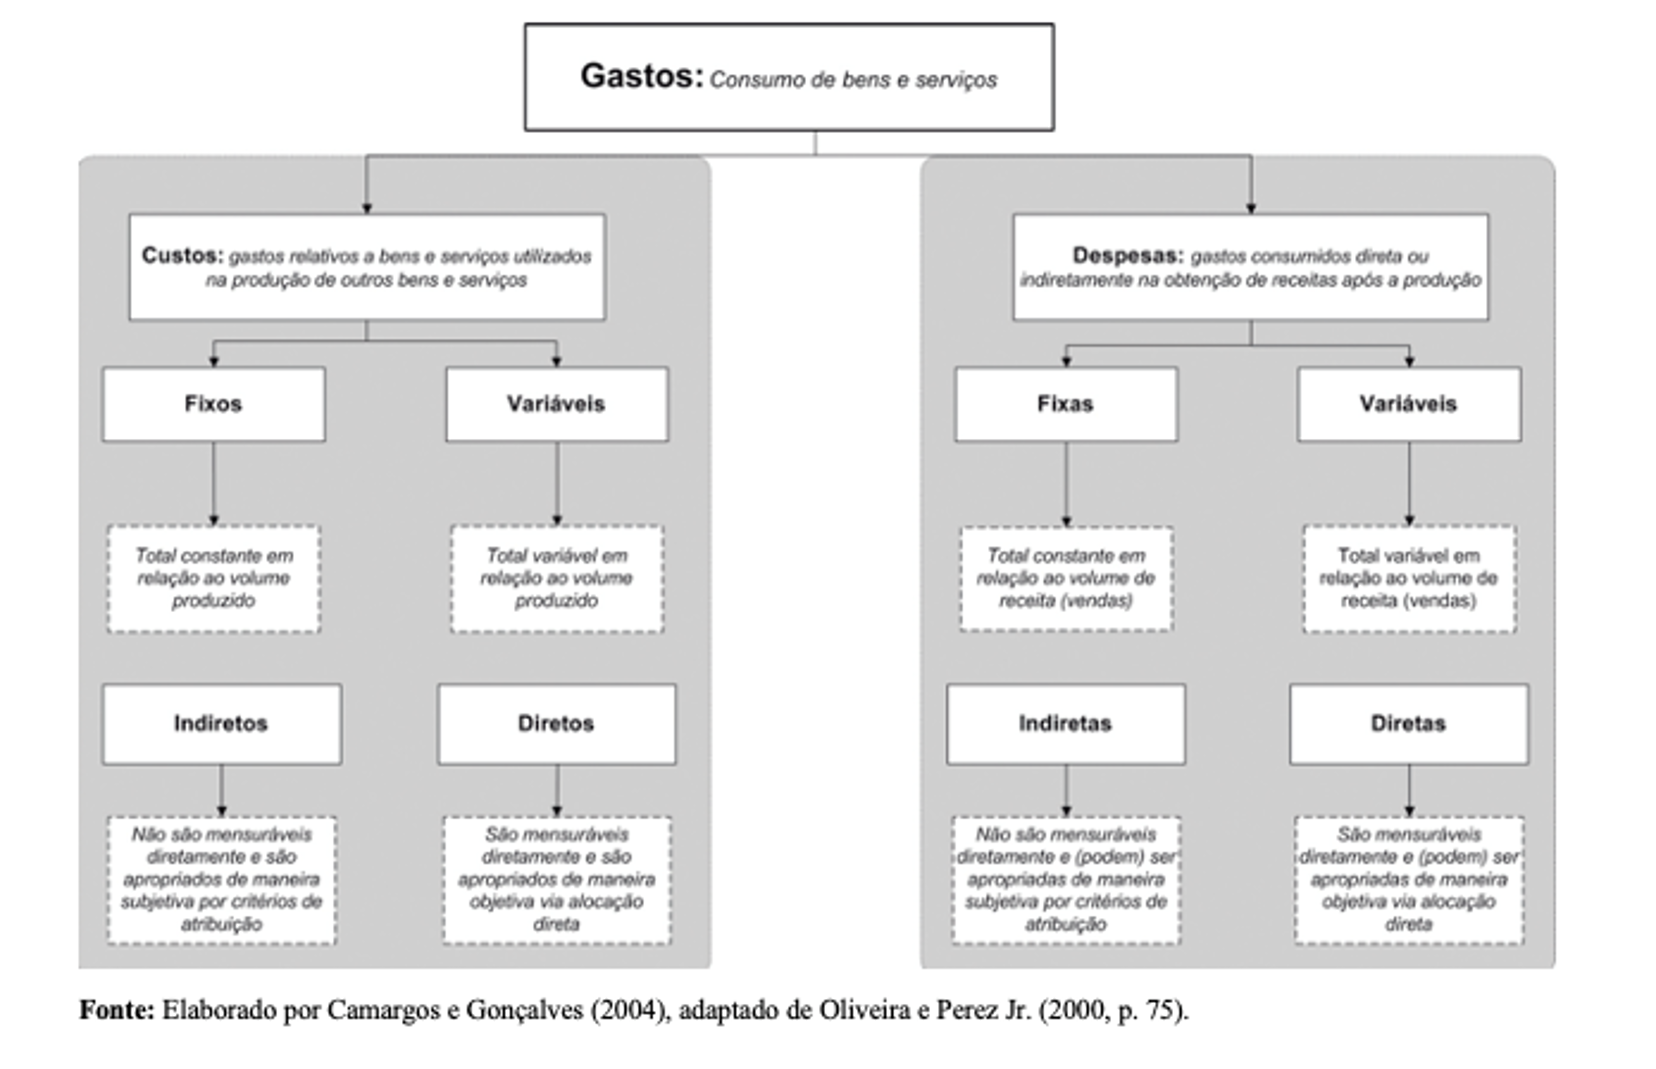 Gastos: Consumo de bens e serviços
Custos: gastos relativos a bens e serviços utilizados
na produção de outros bens e serviços
Despesas: gastos consumidos direta ou
indiretamente na obtenção de receitas após a produção
Fixos
Variáveis
Fixas
Variáveis
Total constante em
relação ao volume
produzido
Total variável em
relação ao volume
produzido
Total constante em
relação ao volume de
receita (vendas)
Total variável em
relação ao volume de
receita (vendas)
Indiretos
Diretos
Indiretas
Diretas
Não são mensuráveis
diretamente e são
apropriados de maneira
subjetiva por critérios de
atribuição
São mensuráveis
diretamente e são
apropriados de maneira
objetiva via alocação
direta
Não são mensuráveis
diretamente e (podem) ser
apropriadas de maneira
subjetiva por critérios de
atribuição
São mensuráveis
diretamente e (podem) ser
apropriadas de maneira
objetiva via alocação
direta
Fonte: Elaborado por Camargos e Gonçalves (2004), adaptado de Oliveira e Perez Jr. (2000, p. 75).